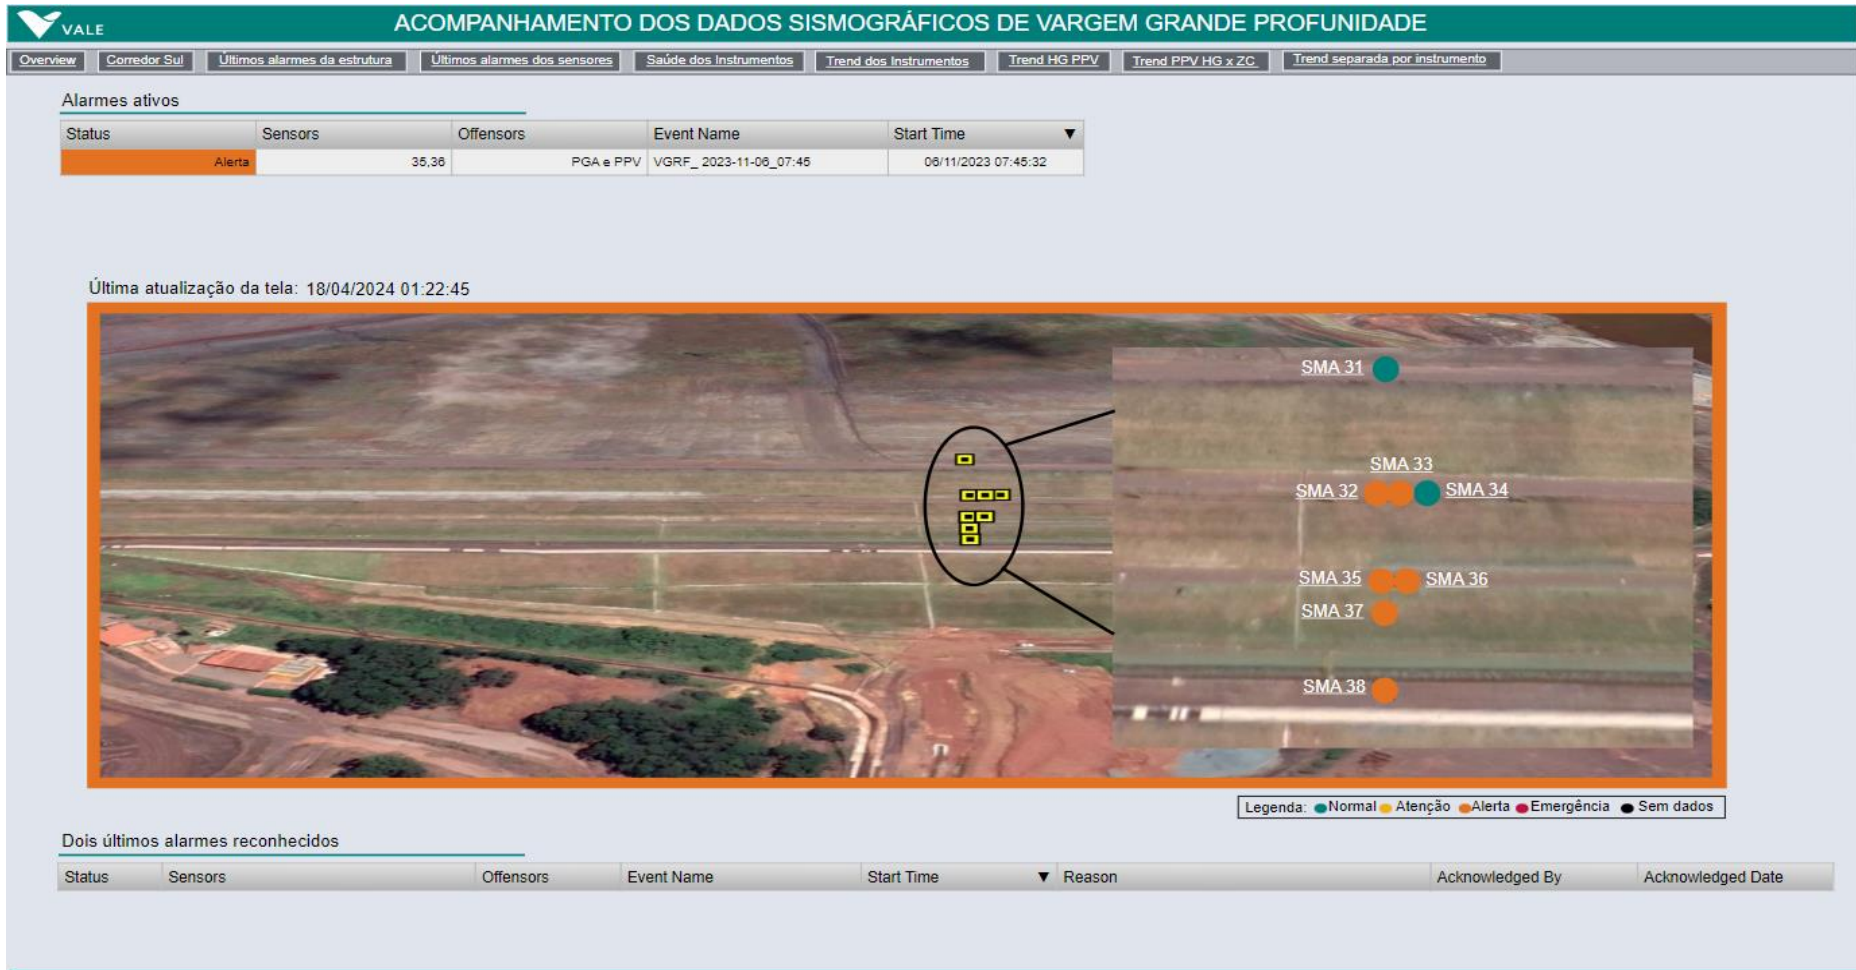 VALE
ACOMPANHAMENTO DOS DADOS SISMOGRÁFICOS DE VARGEM GRANDE PROFUNIDADE
Overview Corredor Sul Últimos alarmes da estrutura Últimos alarmes dos sensores Saúde dos Instrumentos Trend dos Instrumentos Trend HG PPV Trend PPV HG x ZC Trend separada por instrumento
Alarmes ativos
Status Sensors Offensors Event Name Start Time ▼
Alerta 35,36 PGA e PPV VGRF_ 2023-11-06_07:45 06/11/2023 07:45:32
Última atualização da tela: 18/04/2024 01:22:45
SMA 31
SMA 33
SMA 32 SMA 34
SMA 35 SMA 36
SMA 37
SMA 38
Legenda: Normal Atenção Alerta Emergência Sem dados
Dois últimos alarmes reconhecidos
Status Sensors Offensors Event Name Start Time ▼ Reason Acknowledged By Acknowledged Date